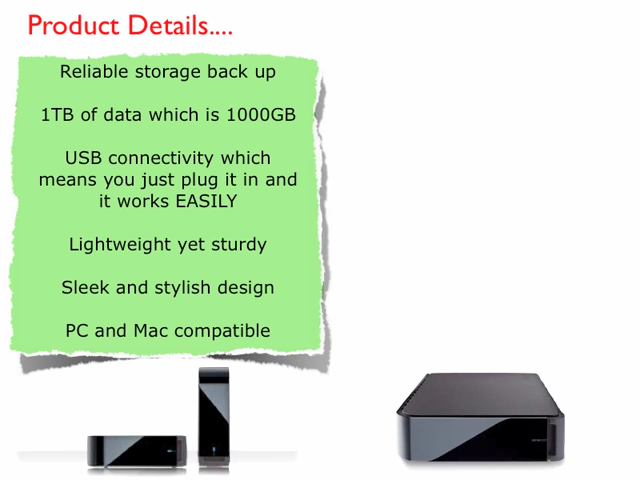 Product Details....
Reliable storage back up
1TB of data which is 1000GB
USB connectivity which
means you just plug it in and
it works EASILY
Lightweight yet sturdy
Sleek and stylish design
PC and Mac compatible